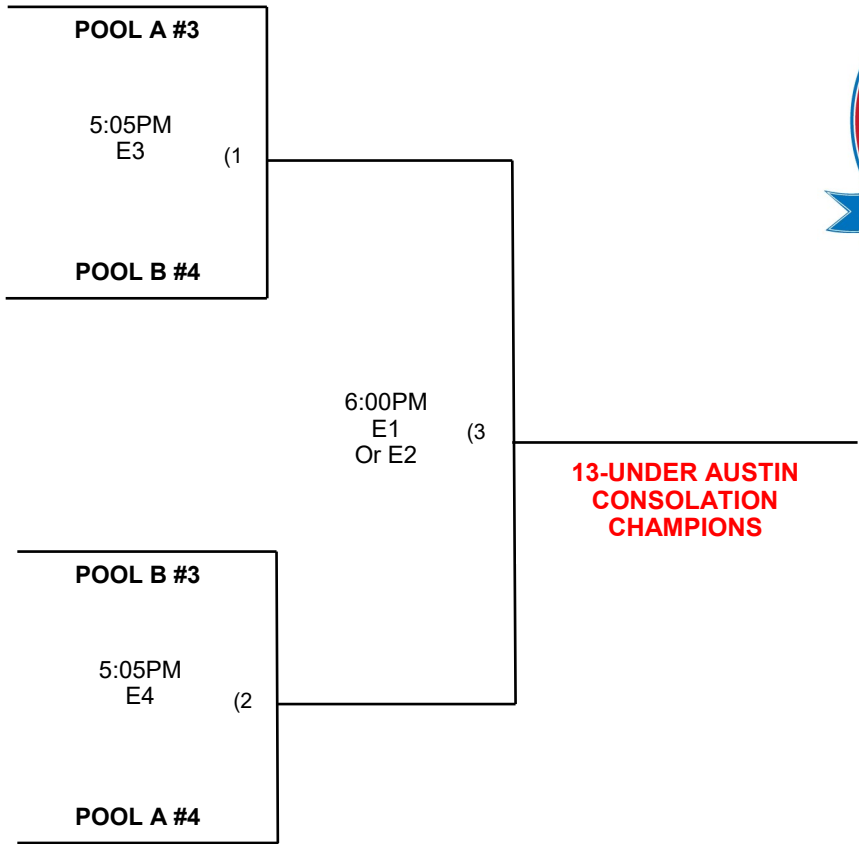 POOL A #3
5:05PM
E3
(1
POOL B #4
6:00PM
E1
Or E2
(3
13-UNDER AUSTIN
CONSOLATION
CHAMPIONS
POOL B #3
5:05PM
E4
(2
POOL A #4